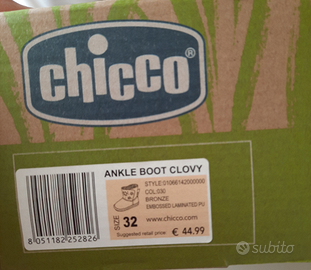 chicco®
ANKLE BOOT CLOVY
STYLE:01066142000000
COL:030
BRONZE
EMBOSSED LAMINATED PU
SIZE 32 www.chicco.com
Suggested retail price € 44.99
8 051182 252826
subito